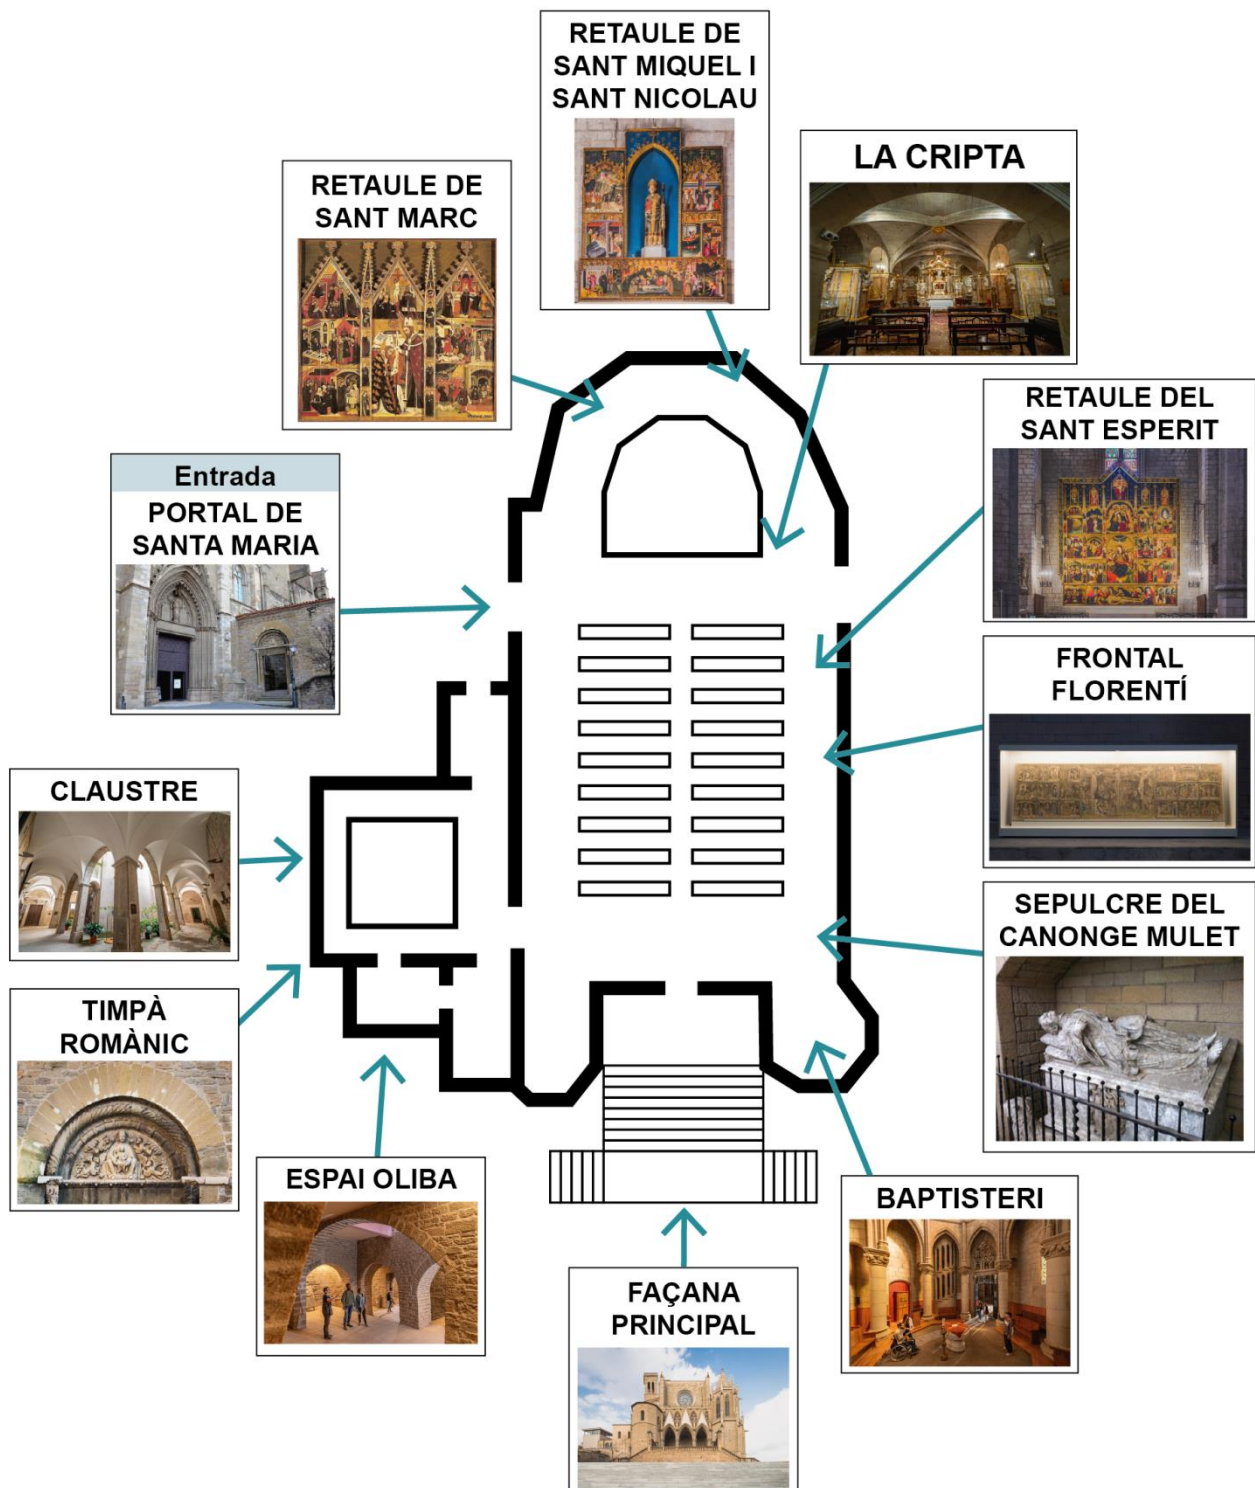 RETAULE DE
SANT MIQUEL I
SANT NICOLAU
LA CRIPTA
RETAULE DE
SANT MARC
RETAULE DEL
SANT ESPERIT
Entrada
PORTAL DE
SANTA MARIA
FRONTAL
FLORENTÍ
CLAUSTRE
SEPULCRE DEL
CANONGE MULET
TIMPÀ
ROMÀNIC
ESPAI OLIBA
BAPTISTERI
FAÇANA
PRINCIPAL